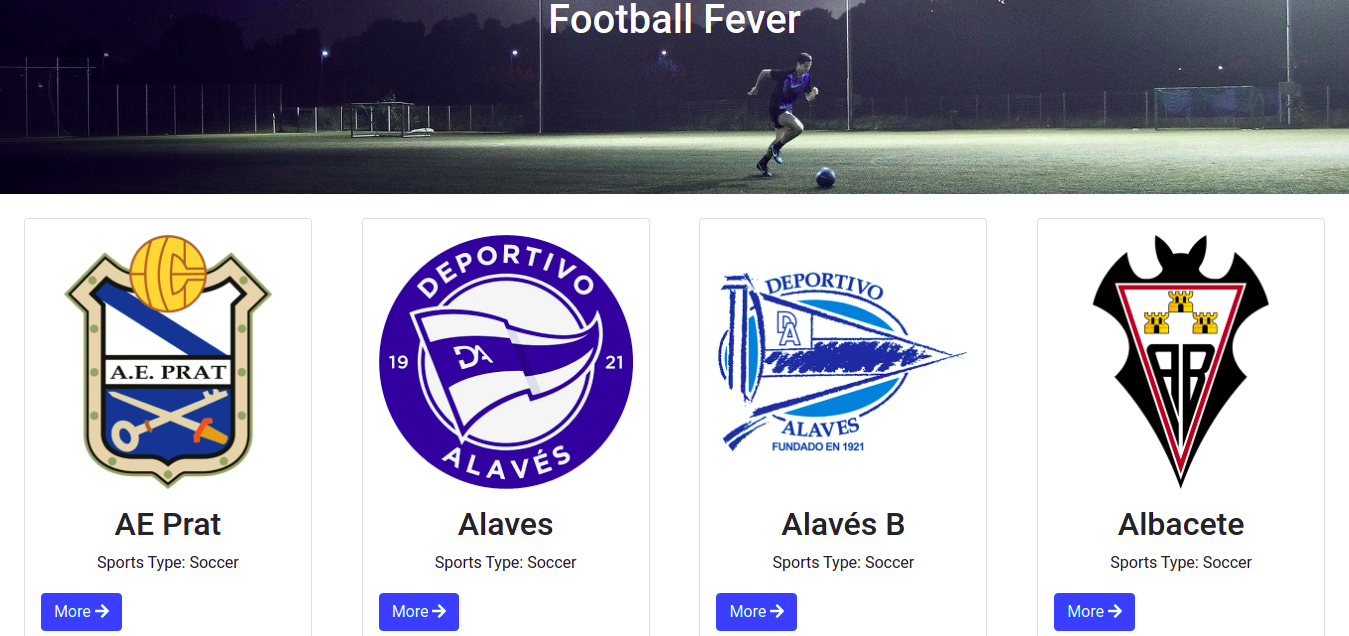 Football Fever
A.E. PRAT
DEPORTIVO
DA
19 21
ALAVÉS
DEPORTIVO
DA
ALAVES
FUNDADO EN 1921
AB
AE Prat
Alaves
Alavés B
Albacete
Sports Type: Soccer
Sports Type: Soccer
Sports Type: Soccer
Sports Type: Soccer
More
More
More
More